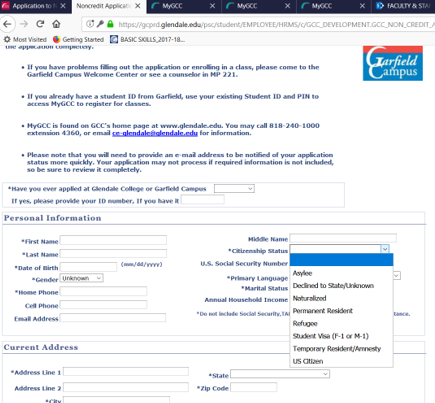 Application to N
Noncredit Applicati
MyGCC
MyGCC
MyGCC
FACULTY & STAF
https://gcprd.glendale.edu/psc/student/EMPLOYEE/HRMS/c/GCC_DEVELOPMENT.GCC_NON_CREDIT_A
Most Visited Getting Started BASIC SKILLS_2017-18...
the application completely.
Garfield
Campus
• If you have problems filling out the application or enrolling in a class, please come to the
Garfield Campus Welcome Center or see a counselor in MP 221.
• If you already have a student ID from Garfield, use your existing Student ID and PIN to
access MyGCC to register for classes.
• MyGCC is found on GCC's home page at www.glendale.edu. You may call 818-240-1000
extension 4360, or email ce-glendale@glendale.edu for information.
• Please note that you will need to provide an e-mail address to be notified of your application
status more quickly. Your application may not process if required information is not included,
so be sure to review it completely.
*Have you ever applied at Glendale College or Garfield Campus
If yes, please provide your ID number, If you have it
Personal Information
*First Name
Middle Name
*Last Name
*Citizenship Status
*Date of Birth (mm/dd/yyyy)
U.S. Social Security Number
*Gender Unknown
*Primary Language
*Home Phone
*Marital Status
Cell Phone
Annual Household Income
Email Address
*Do not include Social Security,TA
tance.
Asylee
Declined to State/Unknown
Naturalized
Permanent Resident
Refugee
Student Visa (F-1 or M-1)
Temporary Resident/Amnesty
US Citizen
Current Address
*Address Line 1
*State
Address Line 2
*Zip Code
*City